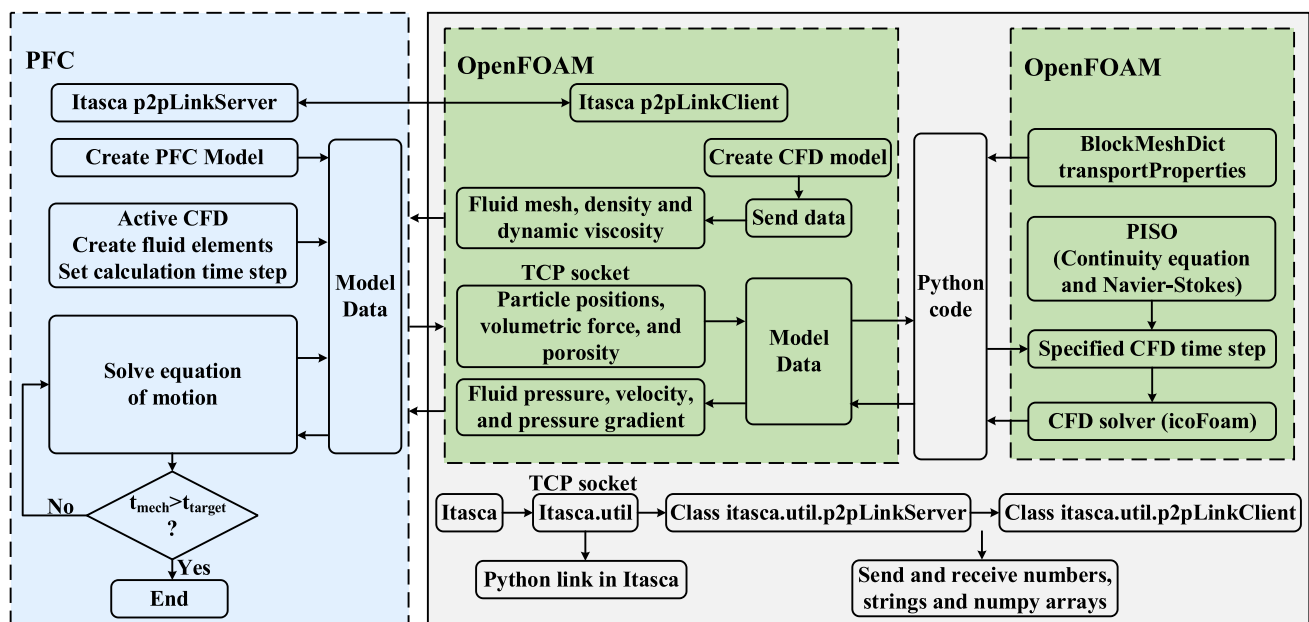 PFC
Itasca p2pLinkServer
Create PFC Model
Active CFD
Create fluid elements
Set calculation time step
Model
Data
Solve equation
of motion
No
t_mech>t_target
?
Yes
End
OpenFOAM
Itasca p2pLinkClient
Create CFD model
Fluid mesh, density and
dynamic viscosity
Send data
TCP socket
Particle positions,
volumetric force, and
porosity
Model
Data
Fluid pressure, velocity,
and pressure gradient
Python
code
OpenFOAM
BlockMeshDict
transportProperties
PISO
(Continuity equation
and Navier-Stokes)
Specified CFD time step
CFD solver (icoFoam)
TCP socket
Itasca
Itasca.util
Class itasca.util.p2pLinkServer
Class itasca.util.p2pLinkClient
Python link in Itasca
Send and receive numbers,
strings and numpy arrays